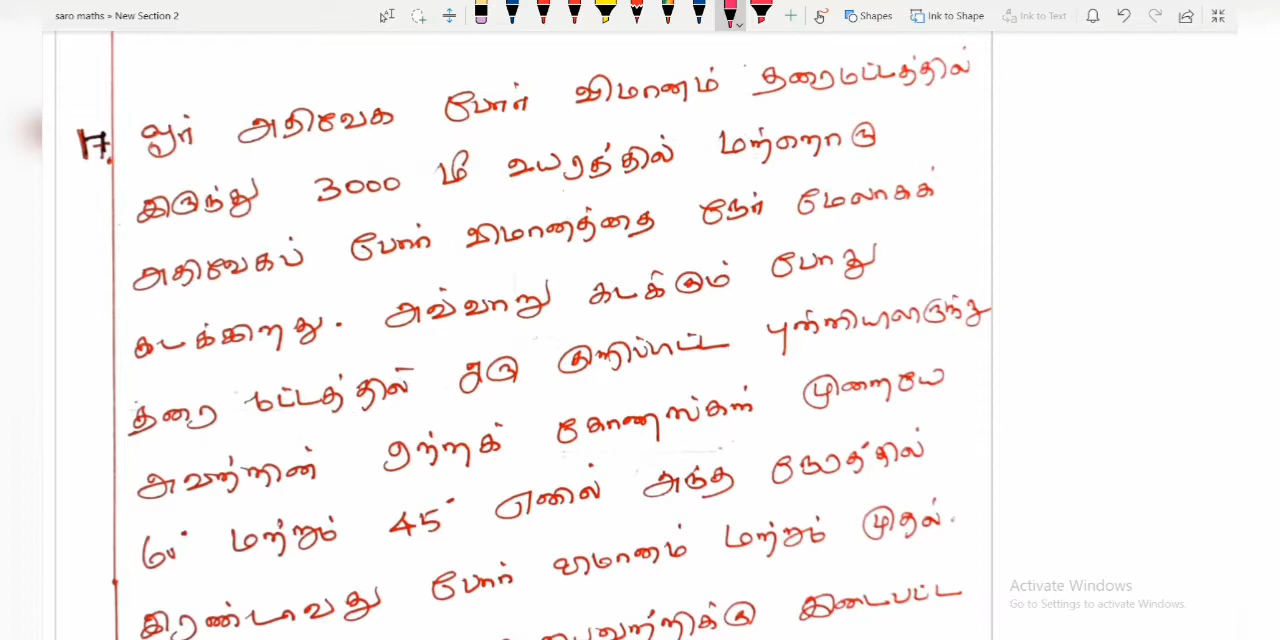 saro maths > New Section 2
Shapes
Ink to Shape
Ink to Text
17. ஓர் அதிவேக போர் விமானம் தரைமட்டத்தில்
இருந்து 3000 மீ உயரத்தில் மற்றொரு
அதிவேகப் போர் விமானத்தை நேர் மேலாகக்
கடக்கிறது. அவ்வாறு கடக்கும் போது
தரை மட்டத்தில் ஒரு குறிப்பிட்ட புள்ளியிலிருந்து
அவற்றின் ஏற்றக் கோணங்கள் முறையே
60° மற்றும் 45° எனில் அந்த நேரத்தில்
இரண்டாவது போர் விமானம் மற்றும் முதல்
இடைபட்ட
Activate Windows
Go to Settings to activate Windows.